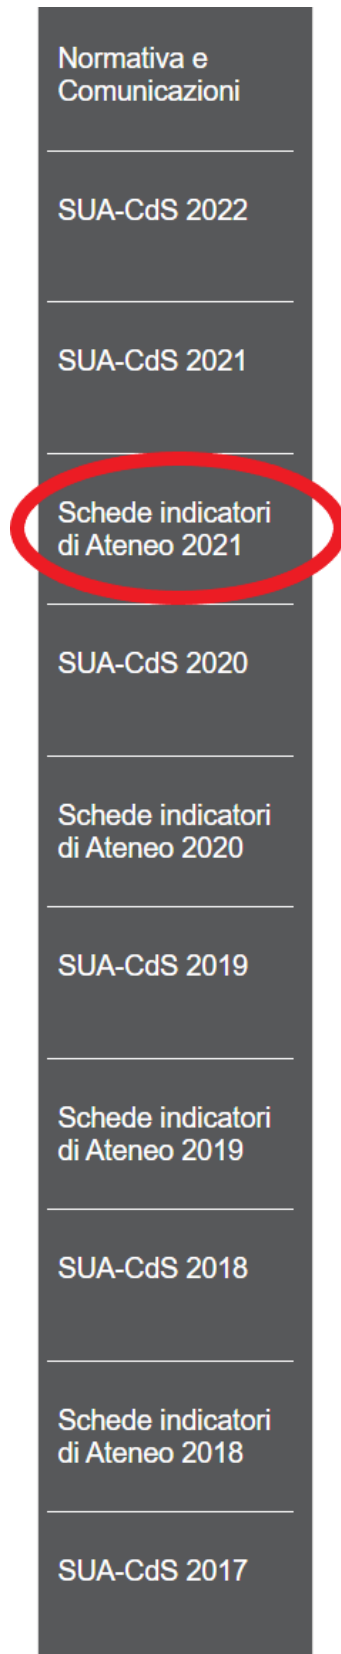 Normativa e
Comunicazioni
SUA-CdS 2022
SUA-CdS 2021
Schede indicatori
di Ateneo 2021
SUA-CdS 2020
Schede indicatori
di Ateneo 2020
SUA-CdS 2019
Schede indicatori
di Ateneo 2019
SUA-CdS 2018
Schede indicatori
di Ateneo 2018
SUA-CdS 2017